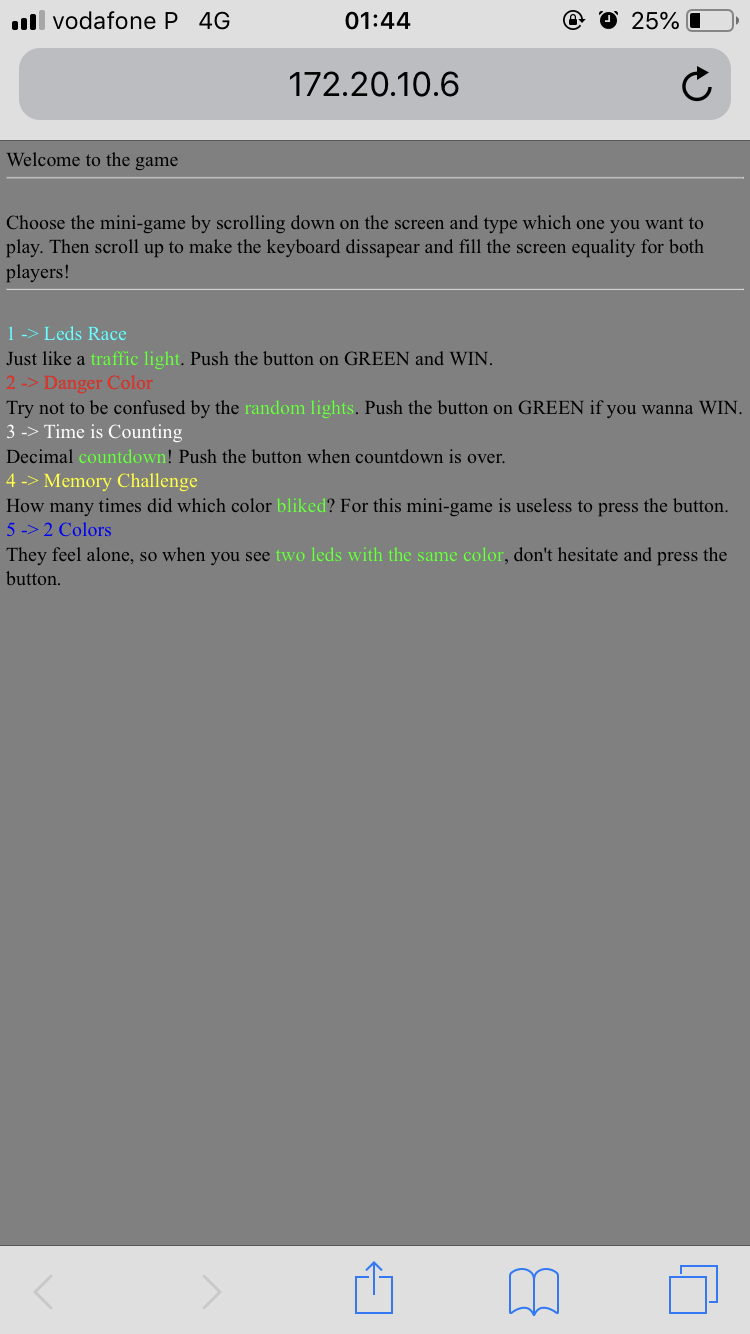 vodafone P 4G 01:44 25%
172.20.10.6
Welcome to the game
Choose the mini-game by scrolling down on the screen and type which one you want to
play. Then scroll up to make the keyboard dissapear and fill the screen equality for both
players!
1 -> Leds Race
Just like a traffic light. Push the button on GREEN and WIN.
2 -> Danger Color
Try not to be confused by the random lights. Push the button on GREEN if you wanna WIN.
3 -> Time is Counting
Decimal countdown! Push the button when countdown is over.
4 -> Memory Challenge
How many times did which color bliked? For this mini-game is useless to press the button.
5 -> 2 Colors
They feel alone, so when you see two leds with the same color, don't hesitate and press the
button.